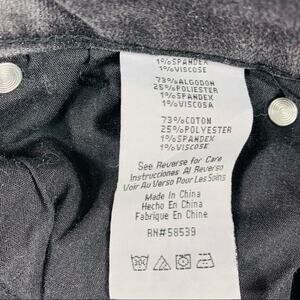 1%SPANDEX
1%VISCOSE
73%ALGODON
25%POLIESTER
1%SPANDEX
1%VISCOSA
73%COTON
25%POLYESTER
1%SPANDEX
1%VISCOSE
See Reverse for Care
Instrucciones Al Reverso
Voir Au Verso Pour Les Soins
Made In China
Hecho En China
Fabrique En Chine
RN#58539